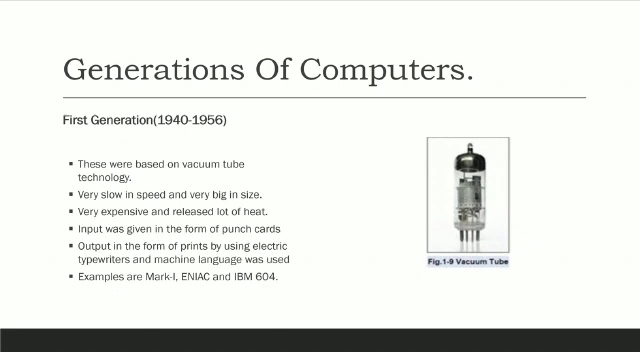 Generations Of Computers.
First Generation(1940-1956)
▪ These were based on vacuum tube
technology.
▪ Very slow in speed and very big in size.
▪ Very expensive and released lot of heat.
▪ Input was given in the form of punch cards
▪ Output in the form of prints by using electric
typewriters and machine language was used
▪ Examples are Mark-I, ENIAC and IBM 604.
Fig.1-9 Vacuum Tube